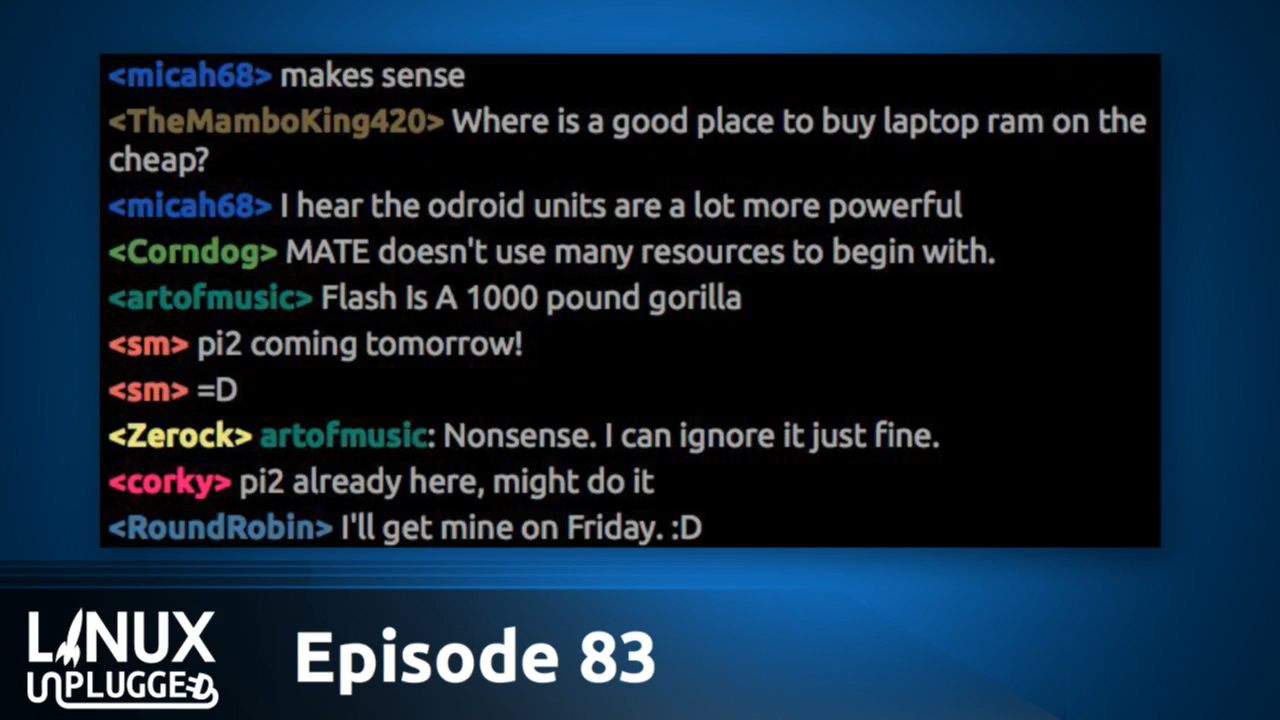 <micah68> makes sense
<TheMamboKing420> Where is a good place to buy laptop ram on the
cheap?
<micah68> I hear the odroid units are a lot more powerful
<Corndog> MATE doesn't use many resources to begin with.
<artofmusic> Flash Is A 1000 pound gorilla
<sm> pi2 coming tomorrow!
<sm> =D
<Zerock> artofmusic: Nonsense. I can ignore it just fine.
<corky> pi2 already here, might do it
<RoundRobin> I'll get mine on Friday. :D
LINUX
UNPLUGGED
Episode 83